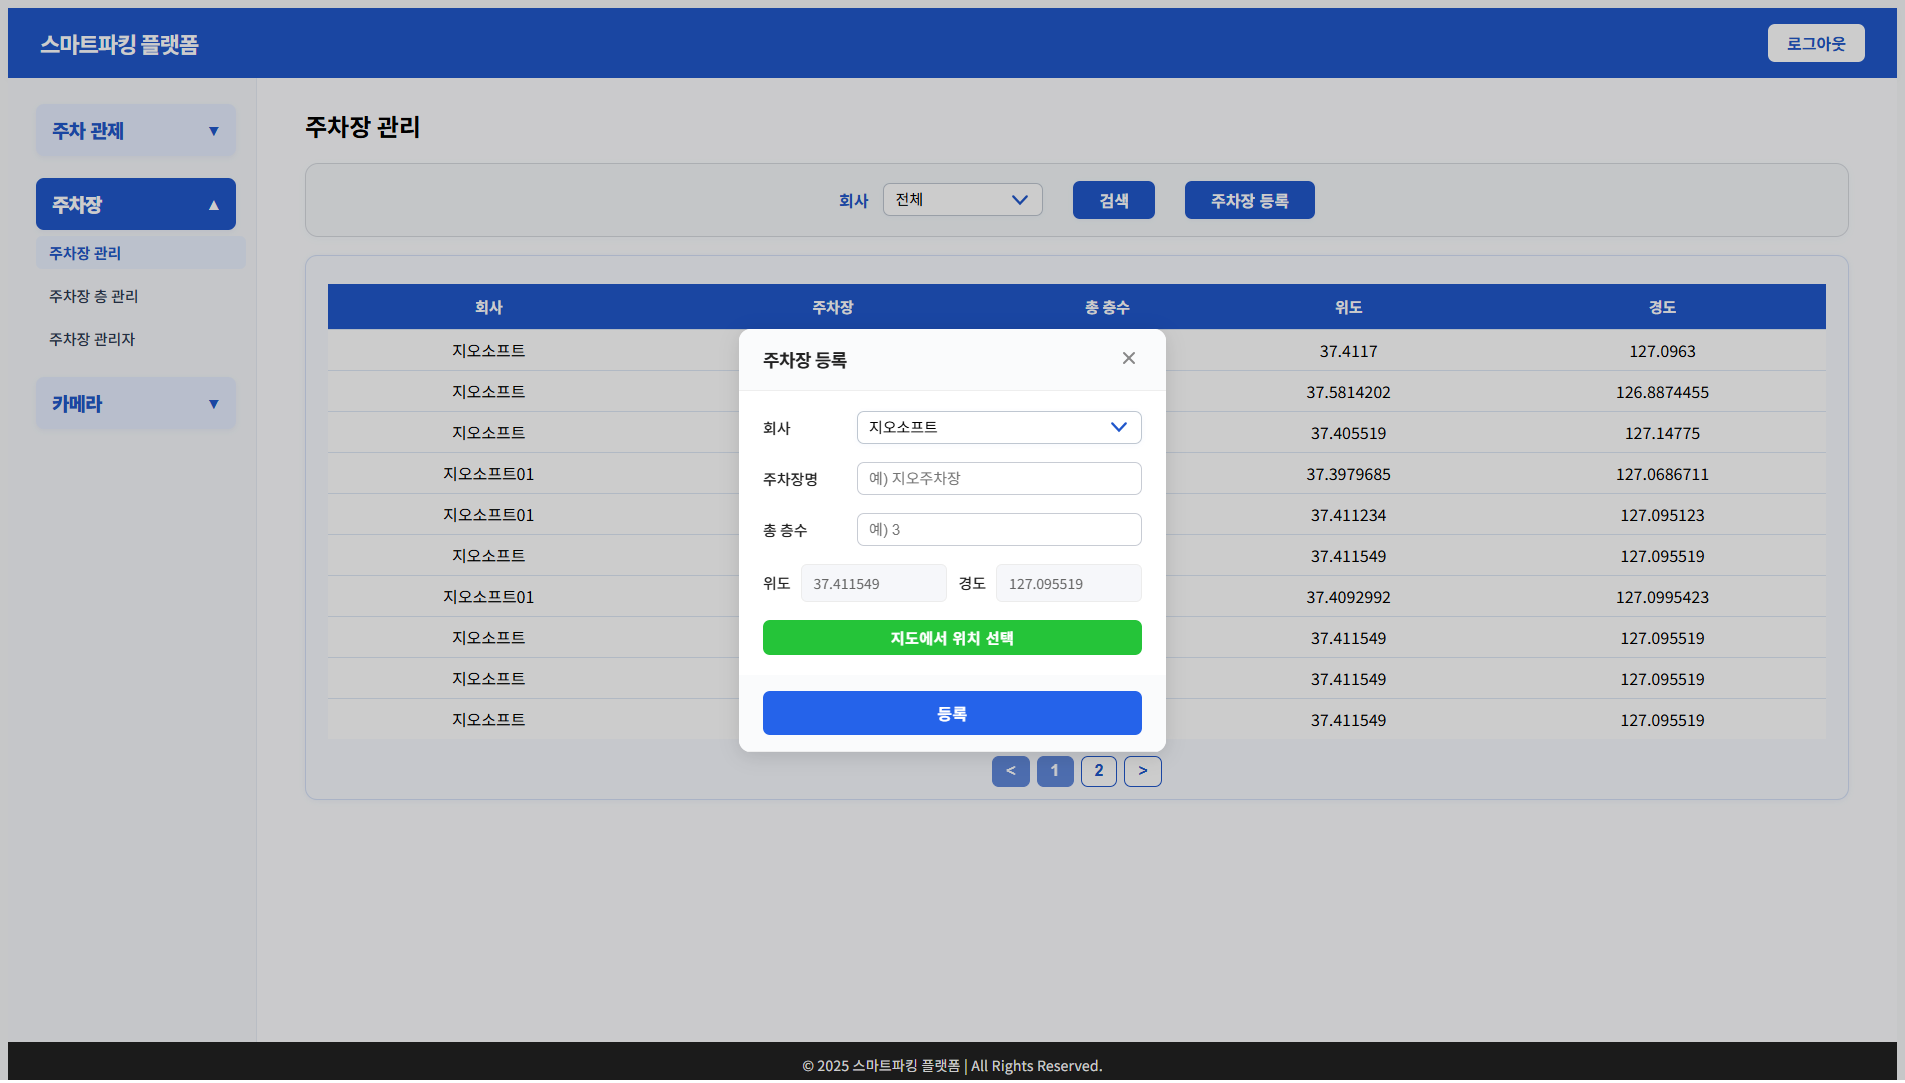 스마트파킹 플랫폼
로그아웃
주차 관제 ▼
주차장 ▲
주차장 관리
주차장 층 관리
주차장 관리자
카메라 ▼
주차장 관리
회사 전체 검색 주차장 등록
회사 주차장 총 층수 위도 경도
지오소프트 37.4117 127.0963
지오소프트 37.5814202 126.8874455
지오소프트 37.405519 127.14775
지오소프트01 37.3979685 127.0686711
지오소프트01 37.411234 127.095123
지오소프트 37.411549 127.095519
지오소프트01 37.4092992 127.0995423
지오소프트 37.411549 127.095519
지오소프트 37.411549 127.095519
지오소프트 37.411549 127.095519
< 1 2 >
주차장 등록 ×
회사 지오소프트
주차장명 예) 지오주차장
총 층수 예) 3
위도 37.411549 경도 127.095519
지도에서 위치 선택
등록
© 2025 스마트파킹 플랫폼 | All Rights Reserved.